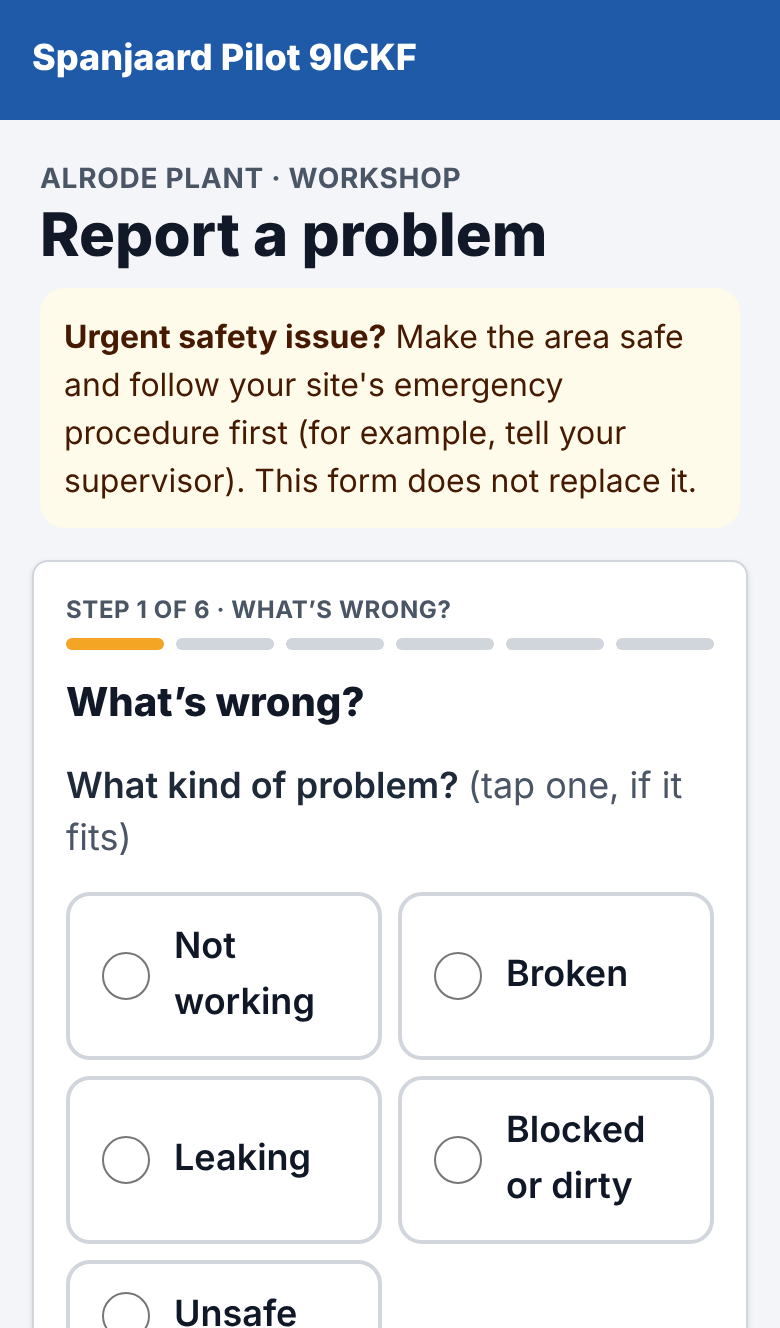 Spanjaard Pilot 9ICKF
ALRODE PLANT · WORKSHOP
Report a problem
Urgent safety issue? Make the area safe
and follow your site's emergency
procedure first (for example, tell your
supervisor). This form does not replace it.
STEP 1 OF 6 · WHAT’S WRONG?
What’s wrong?
What kind of problem? (tap one, if it
fits)
Not
working
Broken
Leaking
Blocked
or dirty
Unsafe